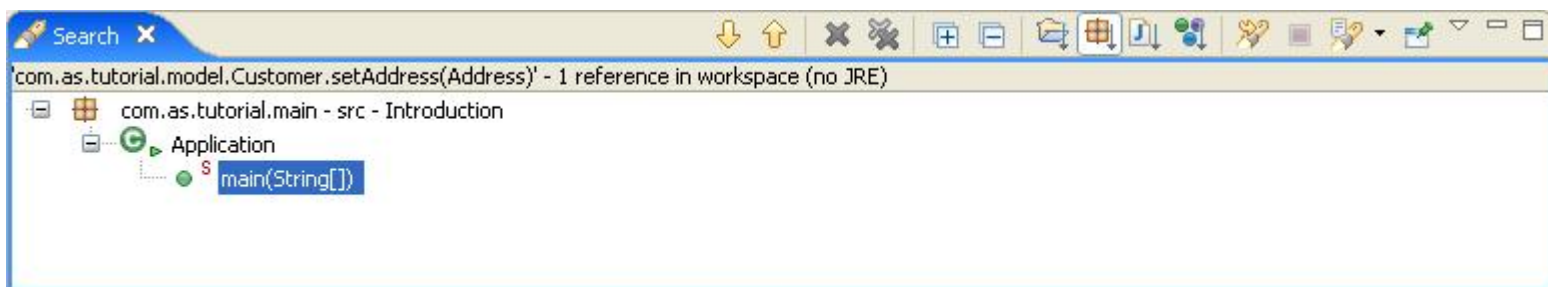 Search
'com.as.tutorial.model.Customer.setAddress(Address)' - 1 reference in workspace (no JRE)
com.as.tutorial.main - src - Introduction
Application
main(String[])